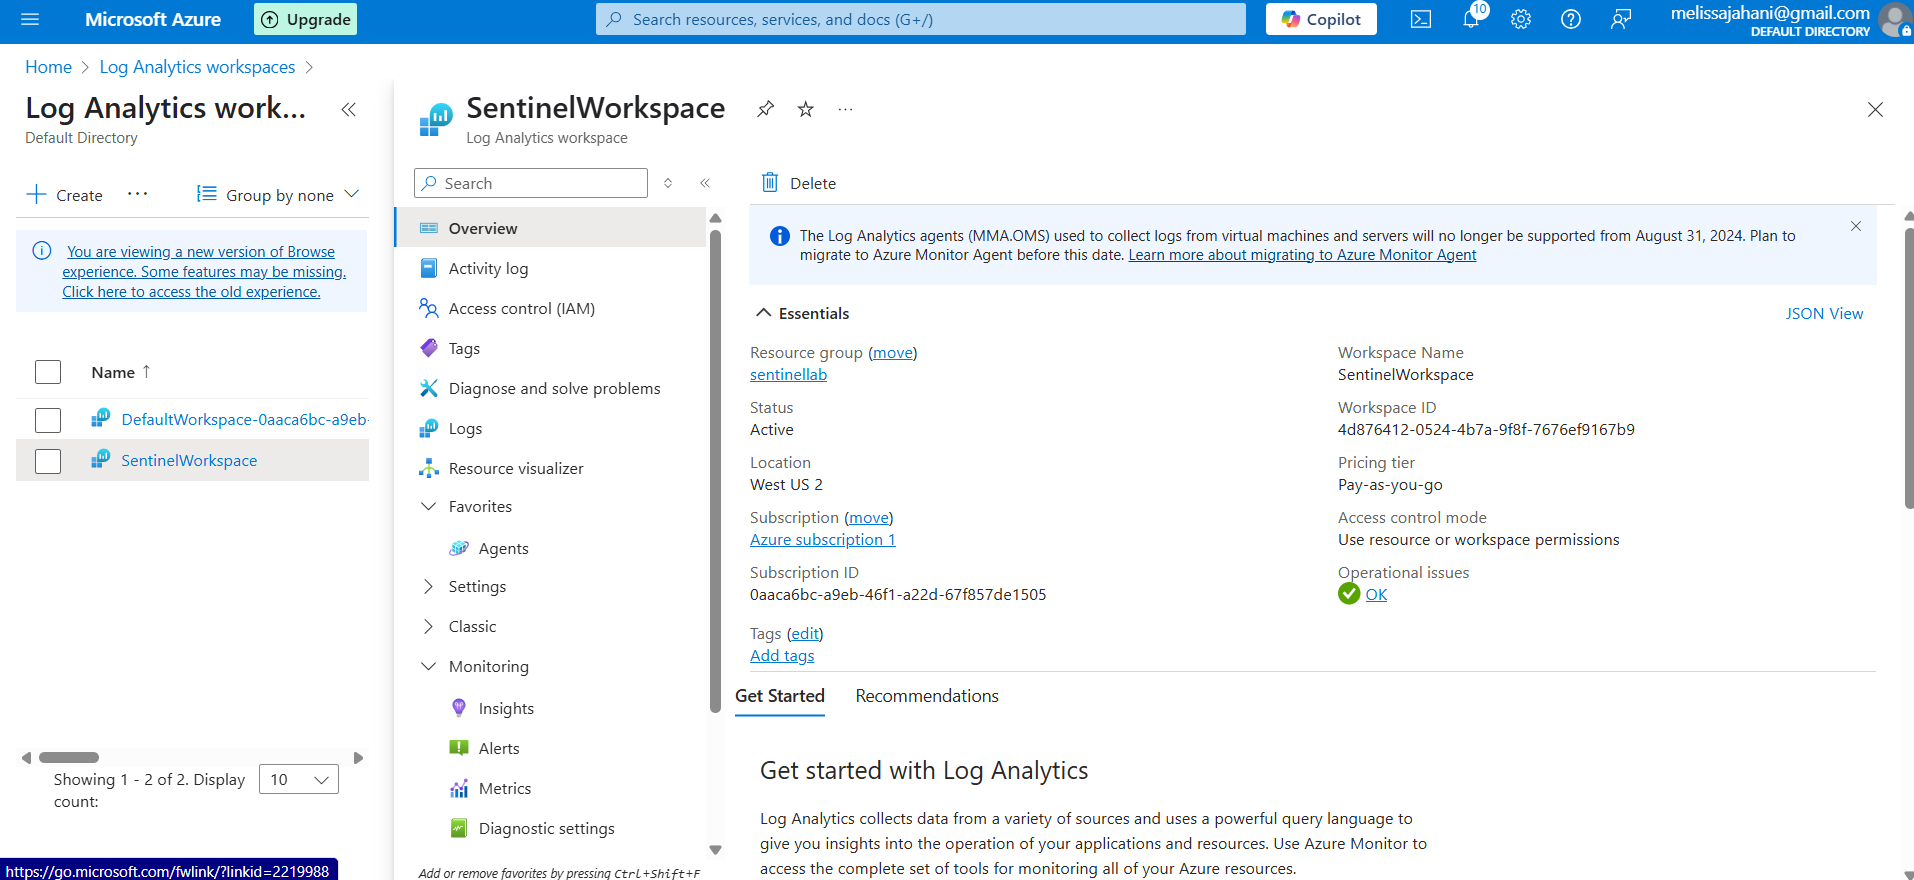 Microsoft Azure
Upgrade
Search resources, services, and docs (G+/)
Copilot
10
melissajahani@gmail.com
DEFAULT DIRECTORY
Home > Log Analytics workspaces >
Log Analytics work...
Default Directory
Create
Group by none
You are viewing a new version of Browse
experience. Some features may be missing.
Click here to access the old experience.
Name ↑
DefaultWorkspace-0aaca6bc-a9eb-
SentinelWorkspace
Showing 1 - 2 of 2. Display
count:
10
https://go.microsoft.com/fwlink/?linkid=2219988
SentinelWorkspace
Log Analytics workspace
Search
Overview
Activity log
Access control (IAM)
Tags
Diagnose and solve problems
Logs
Resource visualizer
Favorites
Agents
Settings
Classic
Monitoring
Insights
Alerts
Metrics
Diagnostic settings
Add or remove favorites by pressing Ctrl+Shift+F
Delete
The Log Analytics agents (MMA.OMS) used to collect logs from virtual machines and servers will no longer be supported from August 31, 2024. Plan to
migrate to Azure Monitor Agent before this date. Learn more about migrating to Azure Monitor Agent
Essentials
JSON View
Resource group (move)
sentinellab
Status
Active
Location
West US 2
Subscription (move)
Azure subscription 1
Subscription ID
0aaca6bc-a9eb-46f1-a22d-67f857de1505
Tags (edit)
Add tags
Workspace Name
SentinelWorkspace
Workspace ID
4d876412-0524-4b7a-9f8f-7676ef9167b9
Pricing tier
Pay-as-you-go
Access control mode
Use resource or workspace permissions
Operational issues
OK
Get Started
Recommendations
Get started with Log Analytics
Log Analytics collects data from a variety of sources and uses a powerful query language to
give you insights into the operation of your applications and resources. Use Azure Monitor to
access the complete set of tools for monitoring all of your Azure resources.